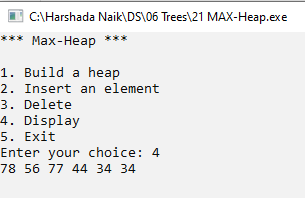 C:\Harshada Naik\DS\06 Trees\21 MAX-Heap.exe
*** Max-Heap ***
1. Build a heap
2. Insert an element
3. Delete
4. Display
5. Exit
Enter your choice: 4
78 56 77 44 34 34